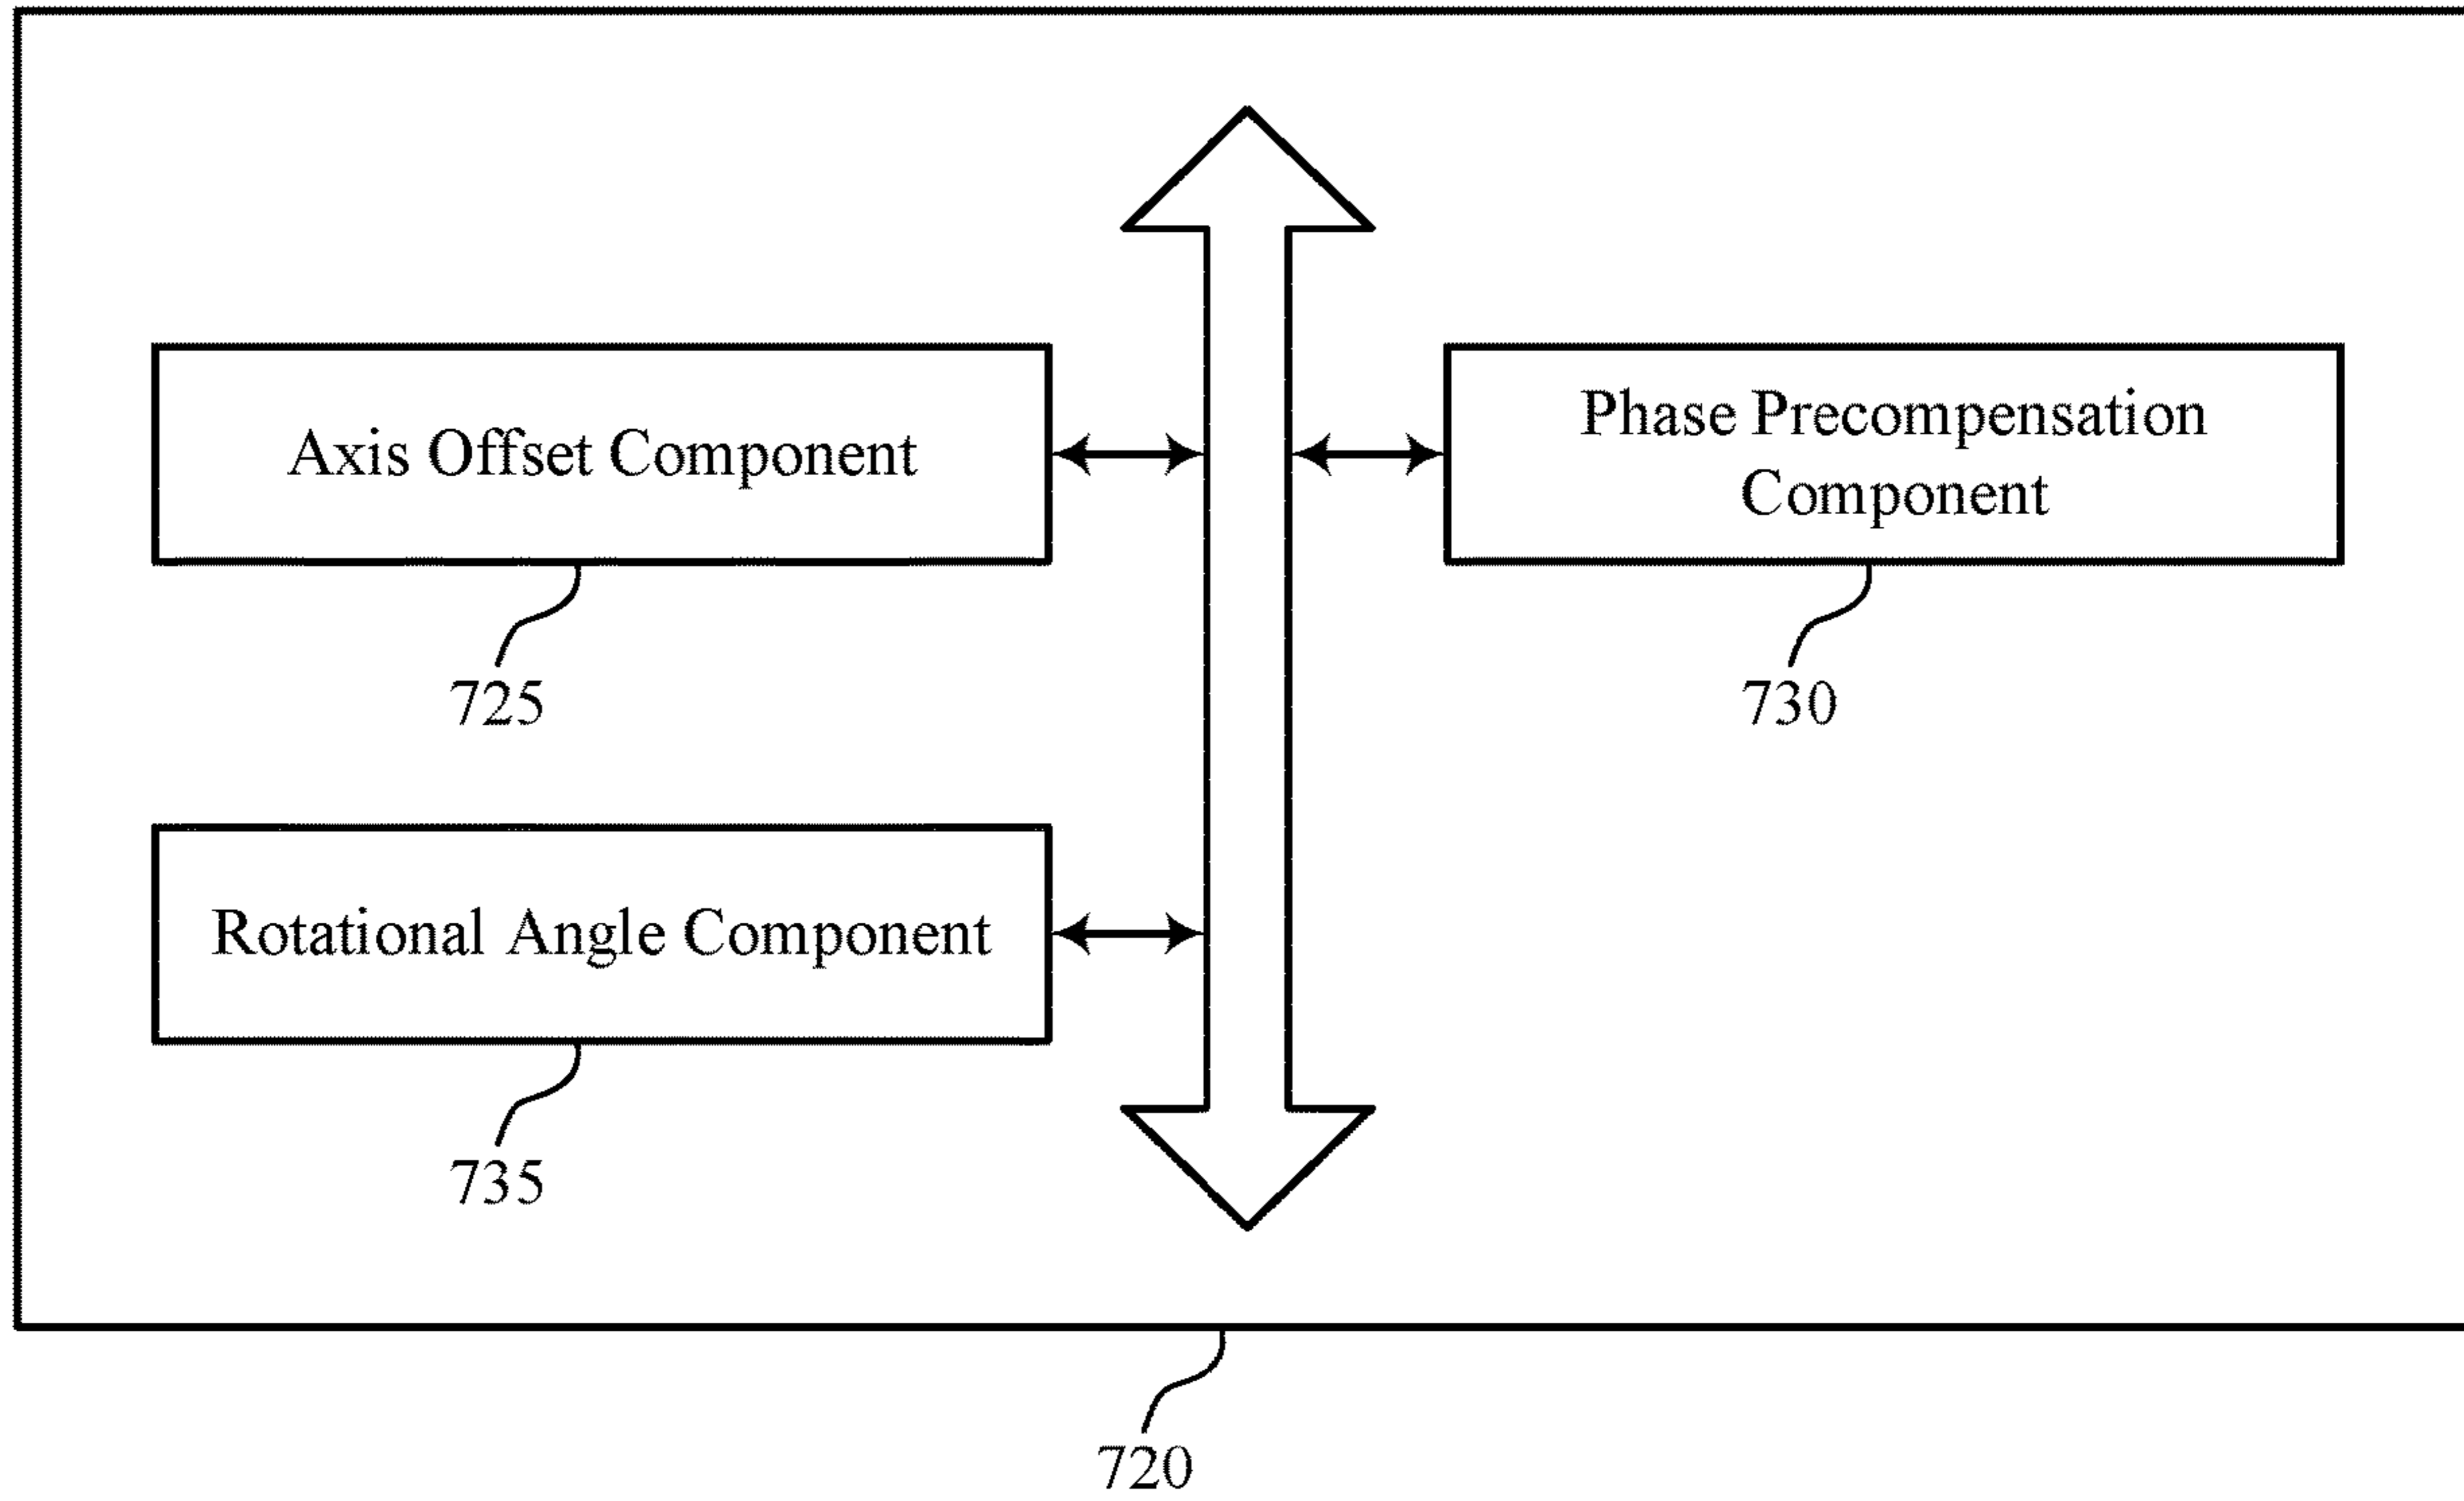 Axis Offset Component
Phase Precompensation
Component
725
730
Rotational Angle Component
735
720